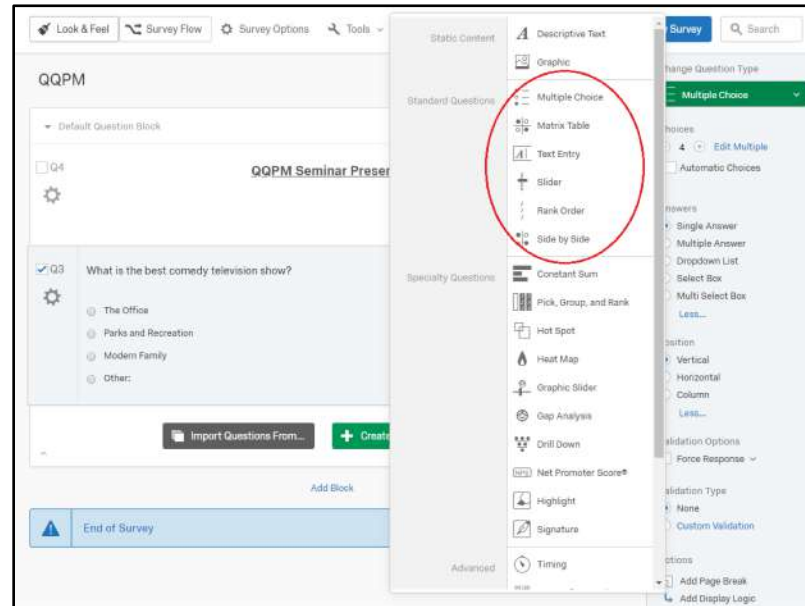 Look & Feel
Survey Flow
Survey Options
Tools
Survey
Search
QQPM
Default Question Block
Q4
QQPM Seminar Presen
Q3
What is the best comedy television show?
The Office
Parks and Recreation
Modern Family
Other:
Import Questions From...
Create
Add Block
End of Survey
Static Content
Descriptive Text
Graphic
Standard Questions
Multiple Choice
Matrix Table
Text Entry
Slider
Rank Order
Side by Side
Specialty Questions
Constant Sum
Pick, Group, and Rank
Hot Spot
Heat Map
Graphic Slider
Gap Analysis
Drill Down
NPS Net Promoter Score®
Highlight
Signature
Advanced
Timing
hange Question Type
Multiple Choice
hoices
4 Edit Multiple
Automatic Choices
nswers
Single Answer
Multiple Answer
Dropdown List
Select Box
Multi Select Box
Less...
osition
Vertical
Horizontal
Column
Less...
alidation Options
Force Response
alidation Type
None
Custom Validation
ctions
Add Page Break
Add Display Logic